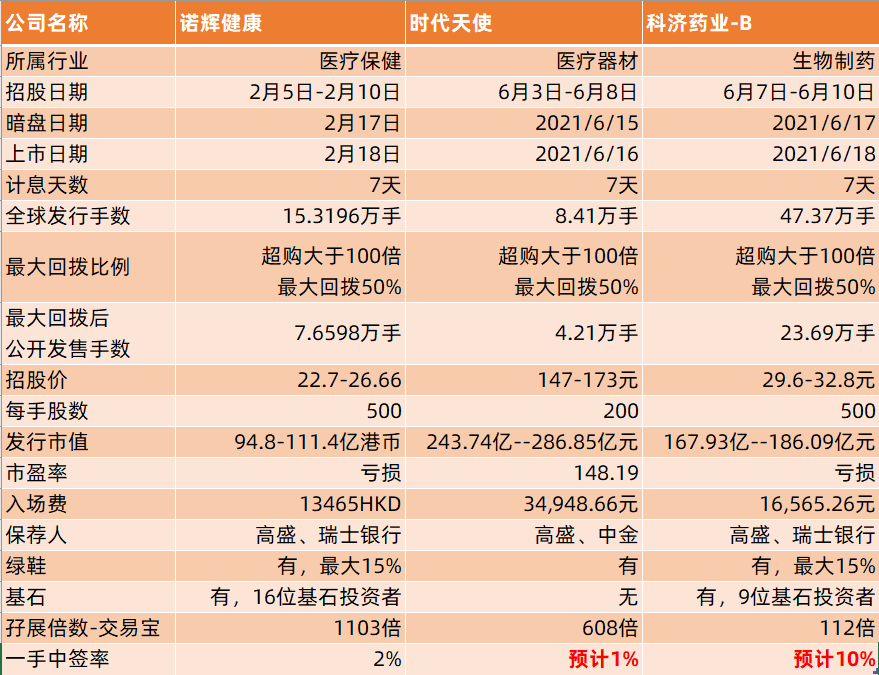 公司名称 诺辉健康 时代天使 科济药业-B
所属行业 医疗保健 医疗器材 生物制药
招股日期 2月5日-2月10日 6月3日-6月8日 6月7日-6月10日
暗盘日期 2月17日 2021/6/15 2021/6/17
上市日期 2月18日 2021/6/16 2021/6/18
计息天数 7天 7天 7天
全球发行手数 15.3196万手 8.41万手 47.37万手
最大回拨比例 超购大于100倍 超购大于100倍 超购大于100倍
最大回拨50% 最大回拨50% 最大回拨50%
最大回拨后
公开发售手数 7.6598万手 4.21万手 23.69万手
招股价 22.7-26.66 147-173元 29.6-32.8元
每手股数 500 200 500
发行市值 94.8-111.4亿港币 243.74亿--286.85亿元 167.93亿--186.09亿元
市盈率 亏损 148.19 亏损
入场费 13465HKD 34,948.66元 16,565.26元
保荐人 高盛、瑞士银行 高盛、中金 高盛、瑞士银行
绿鞋 有，最大15% 有 有，最大15%
基石 有，16位基石投资者 无 有，9位基石投资者
孖展倍数-交易宝 1103倍 608倍 112倍
一手中签率 2% 预计1% 预计10%